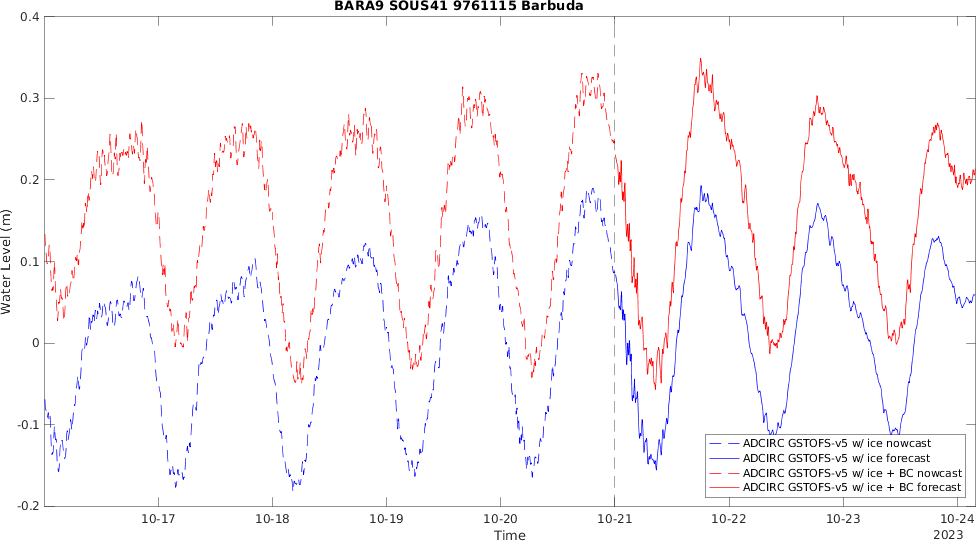 BARA9 SOUS41 9761115 Barbuda
0.4
0.3
0.2
0.1
0
-0.1
-0.2
Water Level (m)
ADCIRC GSTOFS-v5 w/ ice nowcast
ADCIRC GSTOFS-v5 w/ ice forecast
ADCIRC GSTOFS-v5 w/ ice + BC nowcast
ADCIRC GSTOFS-v5 w/ ice + BC forecast
10-17 10-18 10-19 10-20 10-21 10-22 10-23 10-24
Time
2023